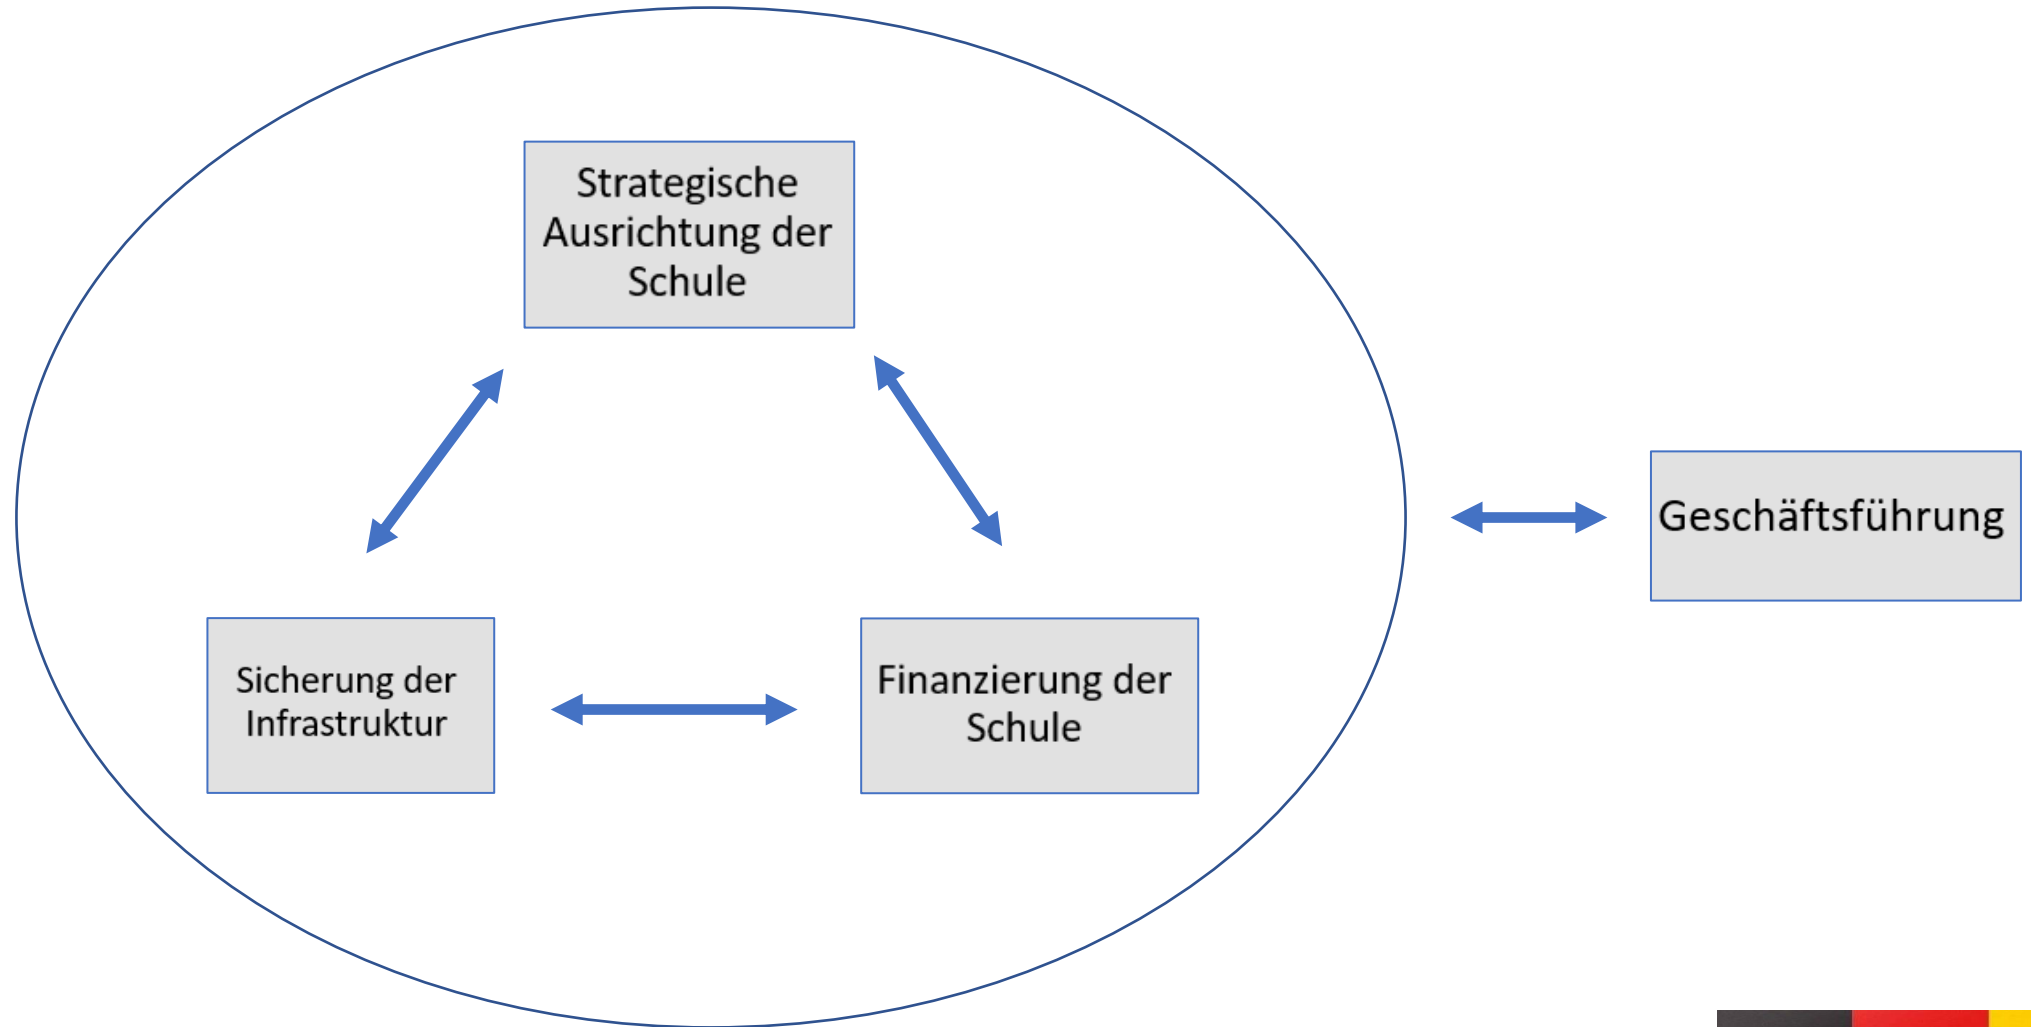 Strategische
Ausrichtung der
Schule
Geschäftsführung
Sicherung der
Infrastruktur
Finanzierung der
Schule